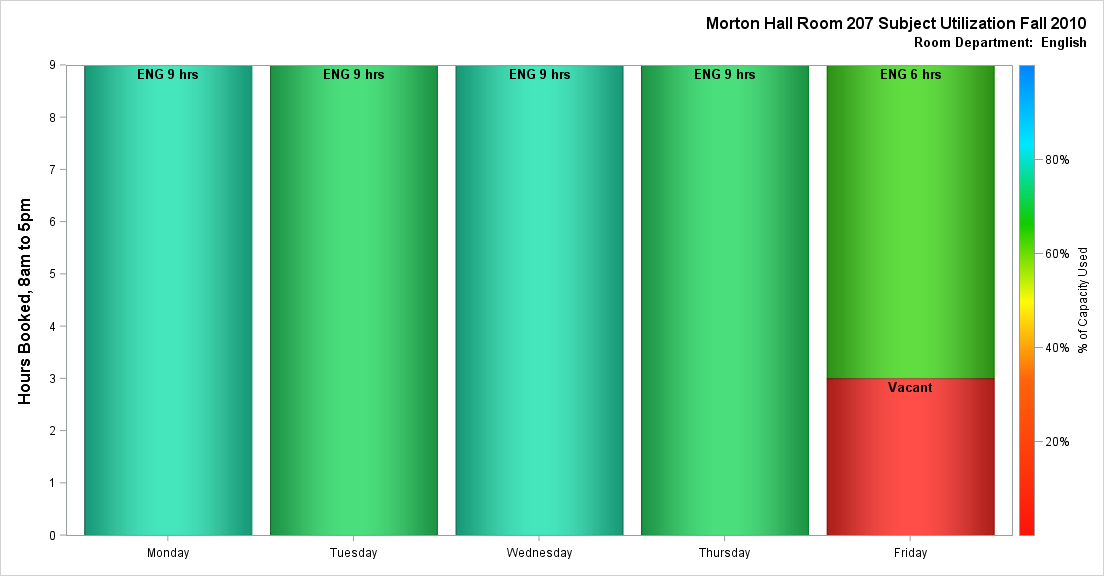 Morton Hall Room 207 Subject Utilization Fall 2010
Room Department:  English
Hours Booked, 8am to 5pm
9
8
7
6
5
4
3
2
1
0
ENG 9 hrs
ENG 9 hrs
ENG 9 hrs
ENG 9 hrs
ENG 6 hrs
Vacant
Monday
Tuesday
Wednesday
Thursday
Friday
80%
60%
40%
20%
% of Capacity Used